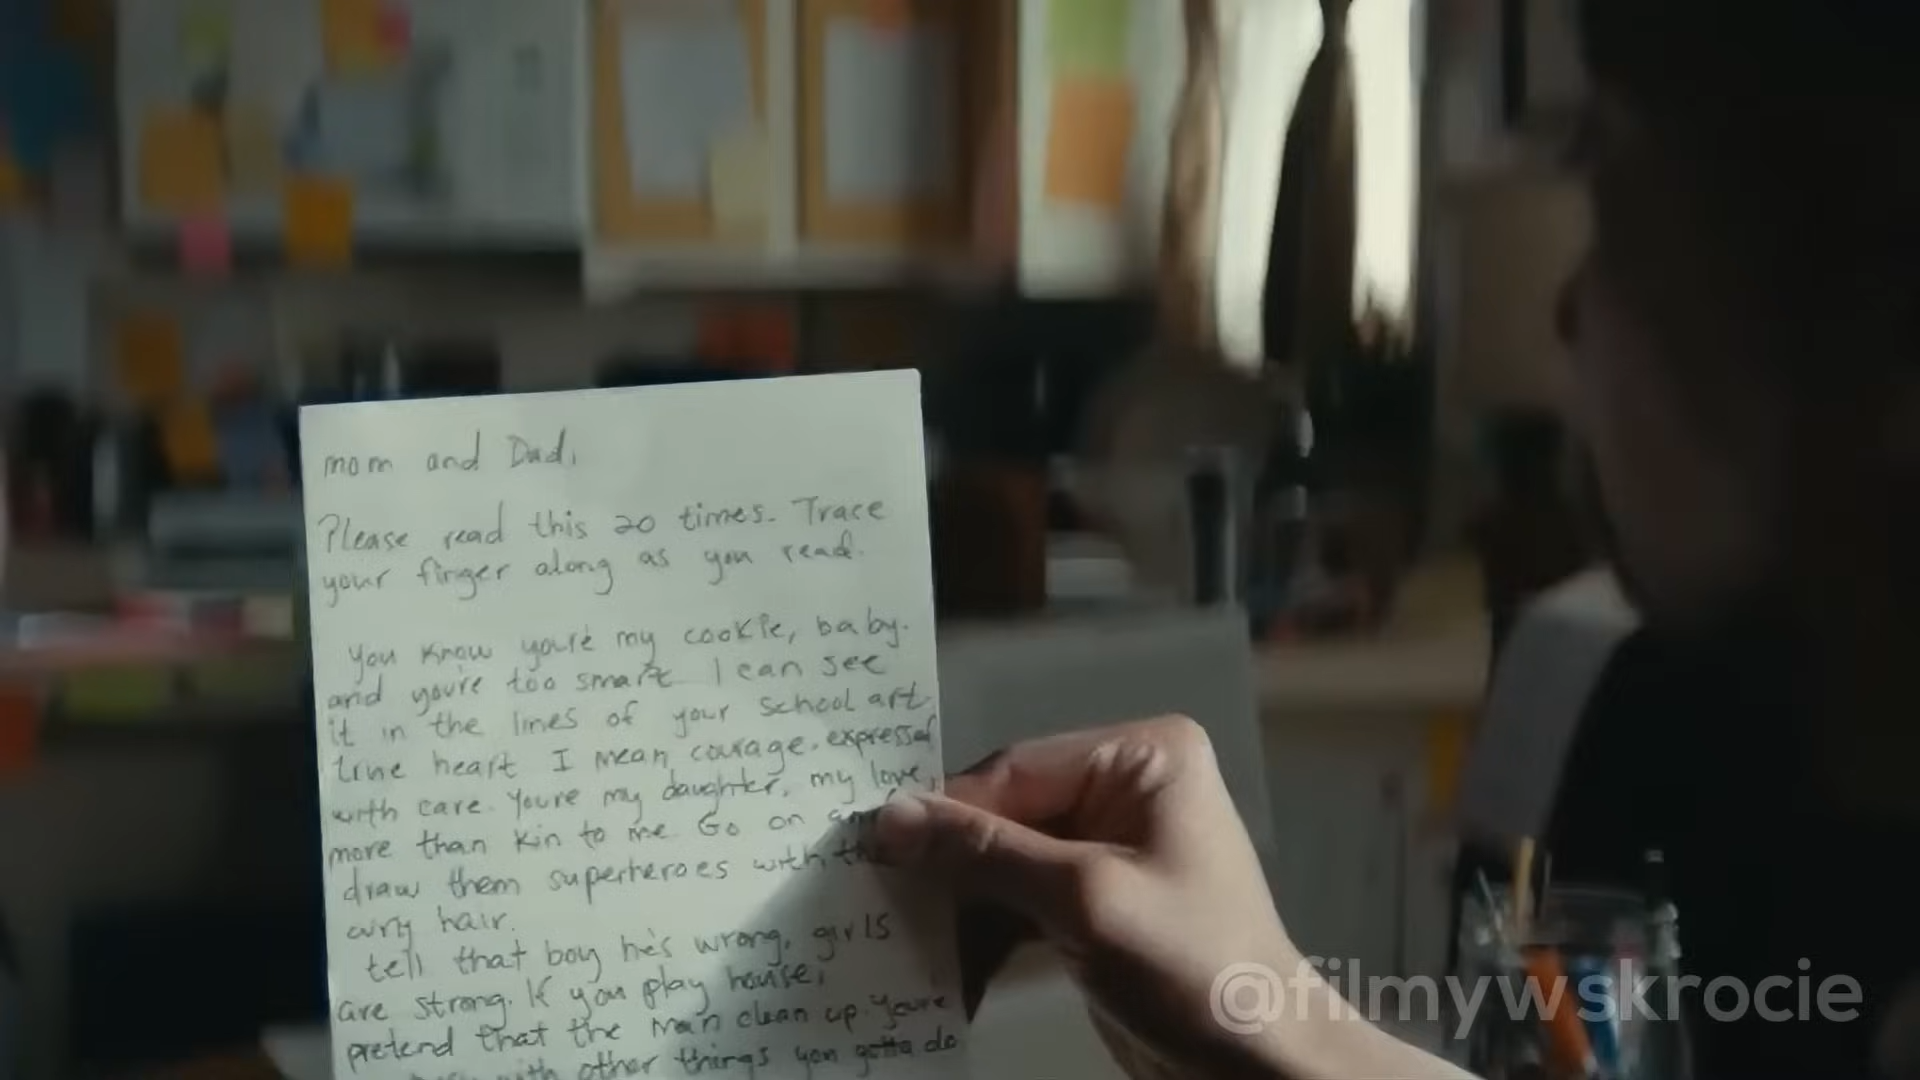 mom and Dad,
Please read this 20 times. Trace
your finger along as you read.
You know you're my cookie, baby.
and you're too smart I can see
it in the lines of your school art,
true heart I mean courage. expressed
with care. You're my daughter, my love,
more than kin to me. Go on and
draw them superheroes with the
curly hair.
tell that boy he's wrong, girls
are strong. If you play house,
pretend that the man clean up. You're
with other things you gotta do
@filmywskrocie